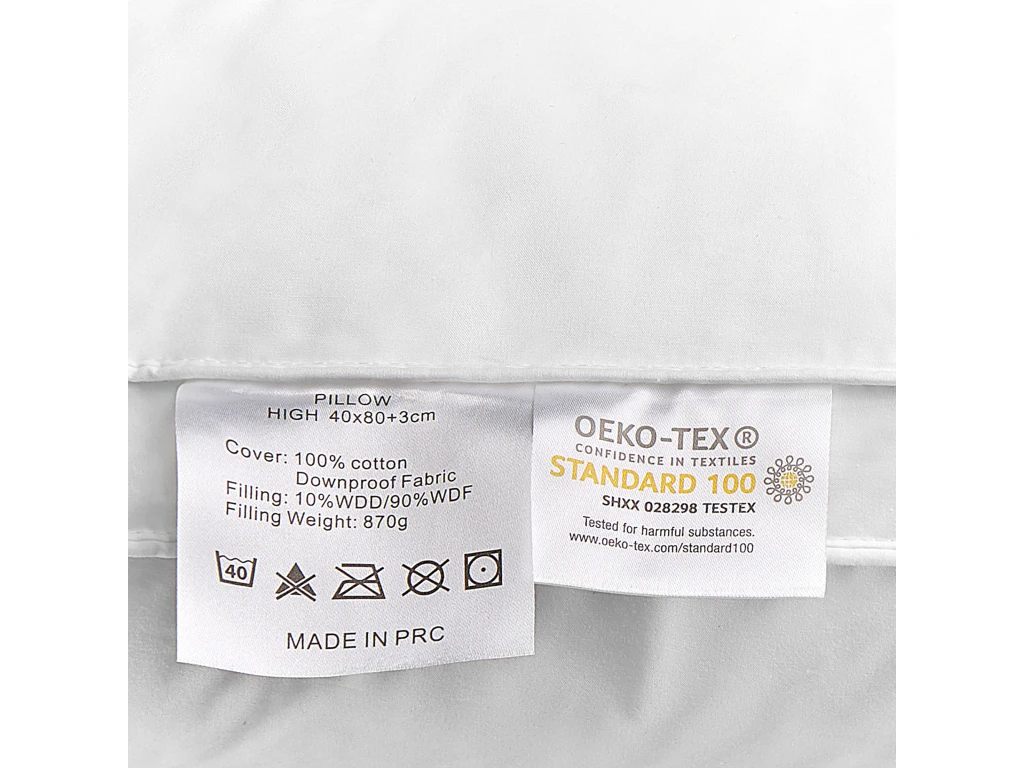 PILLOW
HIGH 40x80+3cm
Cover: 100% cotton
Downproof Fabric
Filling: 10%WDD/90%WDF
Filling Weight: 870g
40
MADE IN PRC
OEKO-TEX®
CONFIDENCE IN TEXTILES
STANDARD 100
SHXX 028298 TESTEX
Tested for harmful substances.
www.oeko-tex.com/standard100